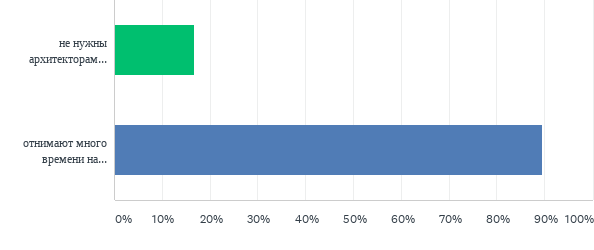 не нужны
архитекторам...
отнимают много
времени на...
0% 10% 20% 30% 40% 50% 60% 70% 80% 90% 100%